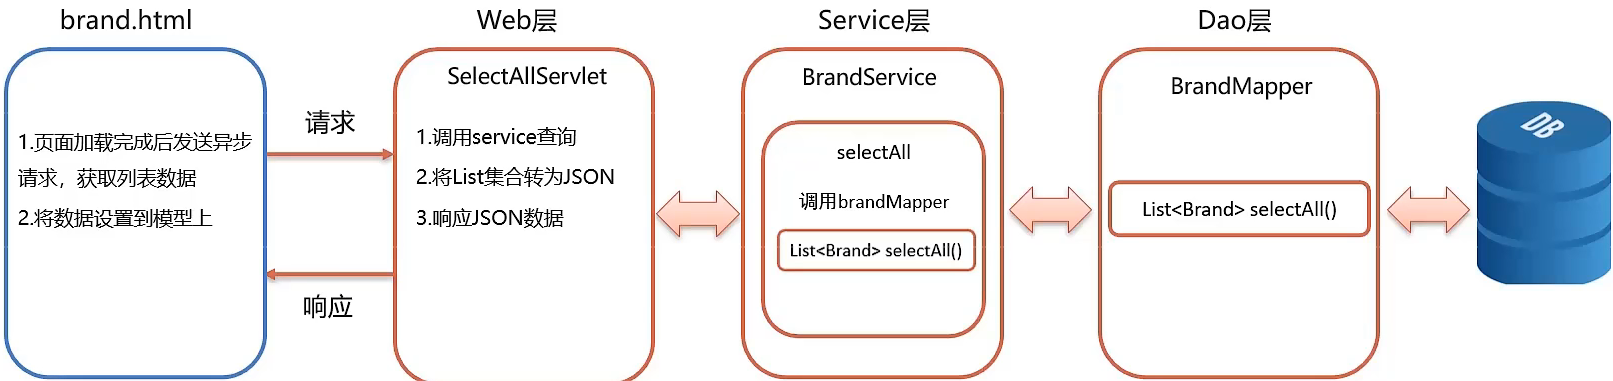 brand.html
Web层
Service层
Dao层
1.页面加载完成后发送异步
请求，获取列表数据
2.将数据设置到模型上
请求
响应
SelectAllServlet
1.调用service查询
2.将List集合转为JSON
3.响应JSON数据
BrandService
selectAll
调用brandMapper
List<Brand> selectAll()
BrandMapper
List<Brand> selectAll()
DB